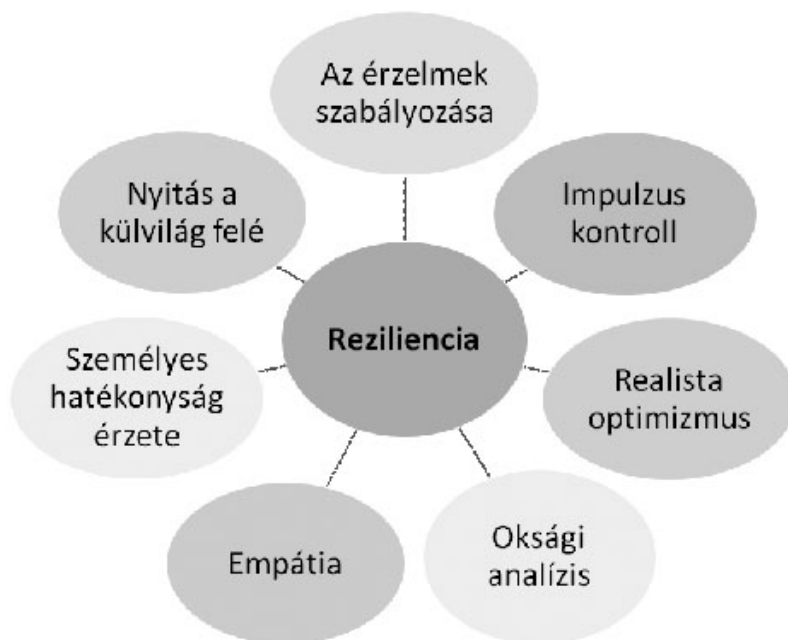 Az érzelmek
szabályozása
Nyitás a
külvilág felé
Impulzus
kontroll
Reziliencia
Személyes
hatékonyság
érzete
Realista
optimizmus
Empátia
Oksági
analízis